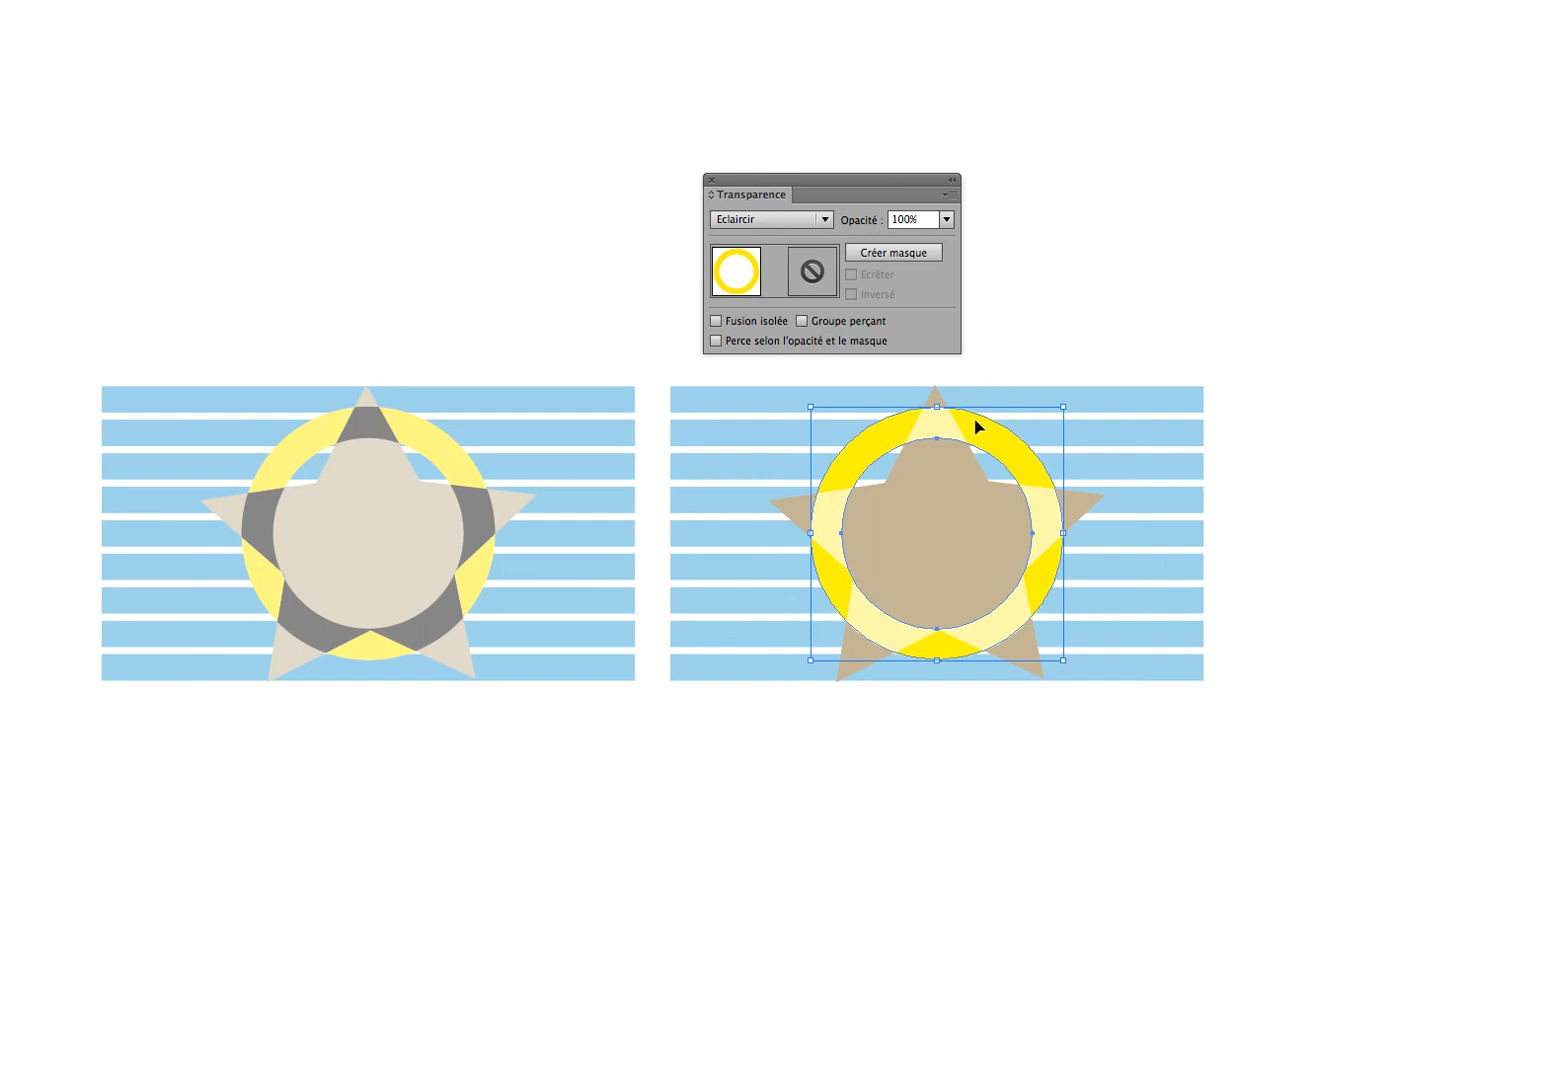 Transparence
Eclaircir Opacité : 100%
Créer masque
Ecrêter
Inversé
Fusion isolée Groupe perçant
Perce selon l'opacité et le masque